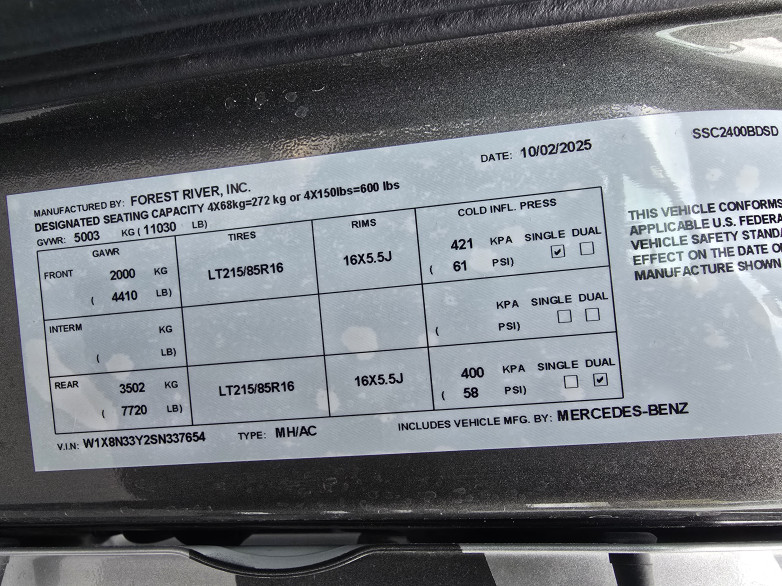 SSC2400BDSD
MANUFACTURED BY: FOREST RIVER, INC. DATE: 10/02/2025
DESIGNATED SEATING CAPACITY 4X68kg=272 kg or 4X150lbs=600 lbs
GVWR: 5003 KG ( 11030 LB)
GAWR TIRES RIMS COLD INFL. PRESS
FRONT 2000 KG LT215/85R16 16X5.5J 421 KPA SINGLE ☑ DUAL ☐
( 4410 LB) ( 61 PSI)
INTERM KG KPA SINGLE ☐ DUAL ☐
( LB) ( PSI)
REAR 3502 KG LT215/85R16 16X5.5J 400 KPA SINGLE ☐ DUAL ☑
( 7720 LB) ( 58 PSI)
V.I.N: W1X8N33Y2SN337654 TYPE: MH/AC INCLUDES VEHICLE MFG. BY: MERCEDES-BENZ
THIS VEHICLE CONFORMS
APPLICABLE U.S. FEDERA
VEHICLE SAFETY STANDA
EFFECT ON THE DATE O
MANUFACTURE SHOWN